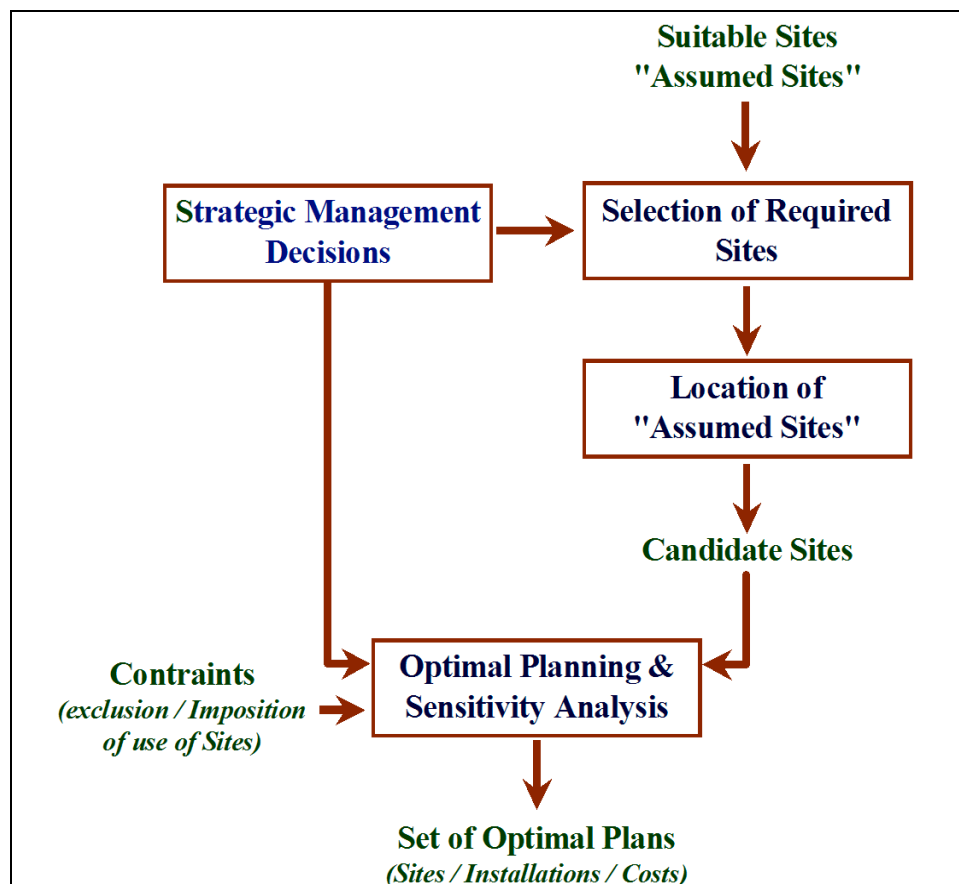 Suitable Sites
"Assumed Sites"
Strategic Management
Decisions
Selection of Required
Sites
Location of
"Assumed Sites"
Candidate Sites
Contraints
(exclusion / Imposition
of use of Sites)
Optimal Planning &
Sensitivity Analysis
Set of Optimal Plans
(Sites / Installations / Costs)